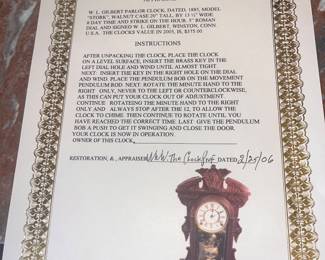 W. L. GILBERT PARLOR CLOCK, DATED, 1885, MODEL
"STORK", WALNUT CASE 20" TALL, BY 13½" WIDE
8 DAY TIME AND STRIKE ON THE HOUR. 5" ROMAN
DIAL AND SIGNED W. L. GILBERT, WINSTED, CONN
U S A. THE CLOCKS VALUE IN 2005, IS, $375.00
INSTRUCTIONS
AFTER UNPACKING THE CLOCK, PLACE THE CLOCK
ON A LEVEL SURFACE, INSERT THE BRASS KEY IN THE
LEFT DIAL HOLE AND WIND UNTIL ALMOST TIGHT.
NEXT: INSERT THE KEY IN THE RIGHT HOLE ON THE DIAL
AND WIND. PLACE THE PENDULUM BOB ON THE MOVEMENT
PENDULUM ROD NEXT: ROTATE THE MINUTE HAND TO THE
RIGHT ONLY, NEVER TO THE LEFT OR COUNTERCLOCKWISE,
AS THIS CAN PUT YOUR CLOCK OUT OF ADJUSTMENT
CONTINUE ROTATEING THE MINUTE HAND TO THE RIGHT
ONLY AND ALWAYS STOP AFTER THE 12, TO ALLOW THE
CLOCK TO CHIME. THEN CONTINUE TO ROTATE UNTIL YOU
HAVE REACHED THE CORRECT TIME. LAST GIVE THE PENDULUM
BOB A PUSH TO GET IT SWINGING AND CLOSE THE DOOR
YOUR CLOCK IS NOW IN OPERATION.
OWNER OF THIS CLOCK
RESTORATION, &, APPRAISER The Clock Prof DATED 2/25/06